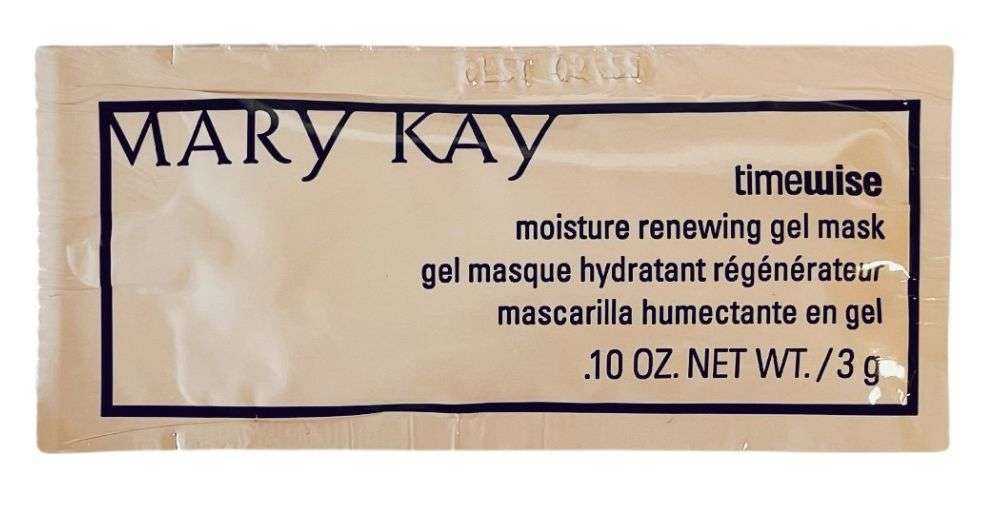 MARY KAY
timewise
moisture renewing gel mask
gel masque hydratant régénérateur
mascarilla humectante en gel
.10 OZ. NET WT. / 3 g